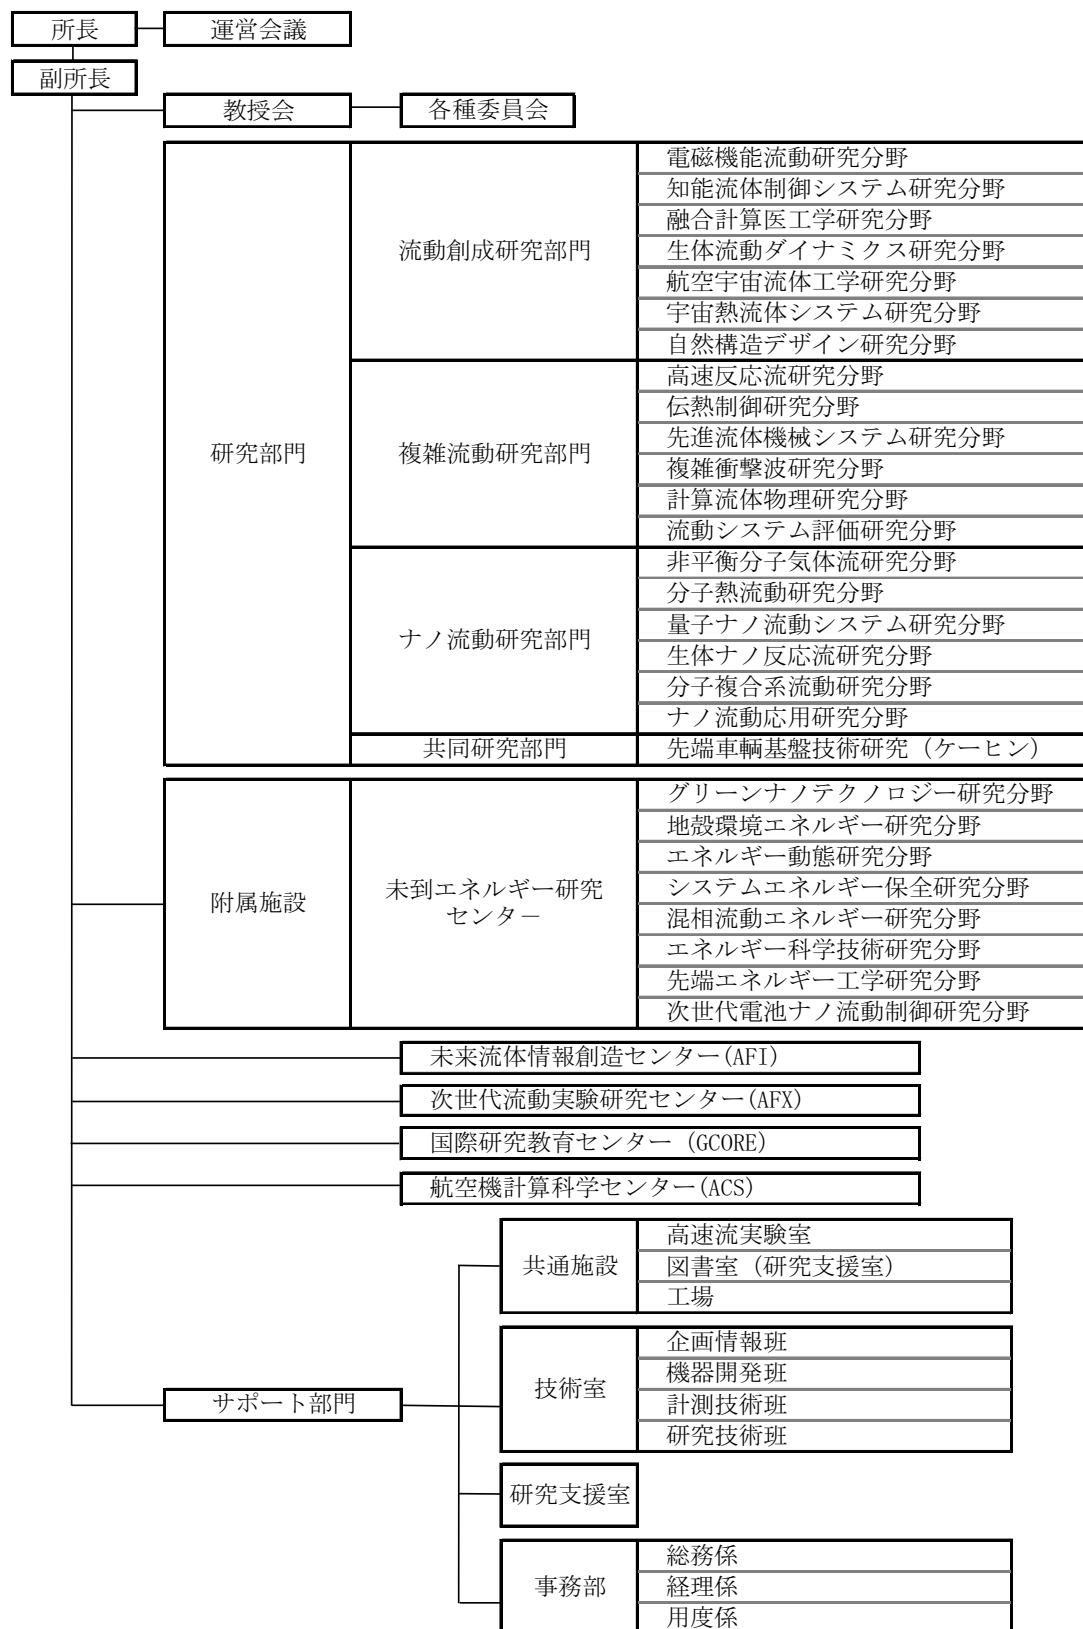 所長
運営会議
副所長
教授会
各種委員会
研究部門
流動創成研究部門
電磁機能流動研究分野
知能流体制御システム研究分野
融合計算医工学研究分野
生体流動ダイナミクス研究分野
航空宇宙流体工学研究分野
宇宙熱流体システム研究分野
自然構造デザイン研究分野
複雑流動研究部門
高速反応流研究分野
伝熱制御研究分野
先進流体機械システム研究分野
複雑衝撃波研究分野
計算流体物理研究分野
流動システム評価研究分野
ナノ流動研究部門
非平衡分子気体流研究分野
分子熱流動研究分野
量子ナノ流動システム研究分野
生体ナノ反応流研究分野
分子複合系流動研究分野
ナノ流動応用研究分野
共同研究部門
先端車輌基盤技術研究（ケーヒン）
附属施設
未到エネルギー研究
センター
グリーンナノテクノロジー研究分野
地殻環境エネルギー研究分野
エネルギー動態研究分野
システムエネルギー保全研究分野
混相流動エネルギー研究分野
エネルギー科学技術研究分野
先端エネルギー工学研究分野
次世代電池ナノ流動制御研究分野
未来流体情報創造センター(AFI)
次世代流動実験研究センター(AFX)
国際研究教育センター（GCORE）
航空機計算科学センター(ACS)
サポート部門
共通施設
高速流実験室
図書室（研究支援室）
工場
技術室
企画情報班
機器開発班
計測技術班
研究技術班
研究支援室
事務部
総務係
経理係
用度係